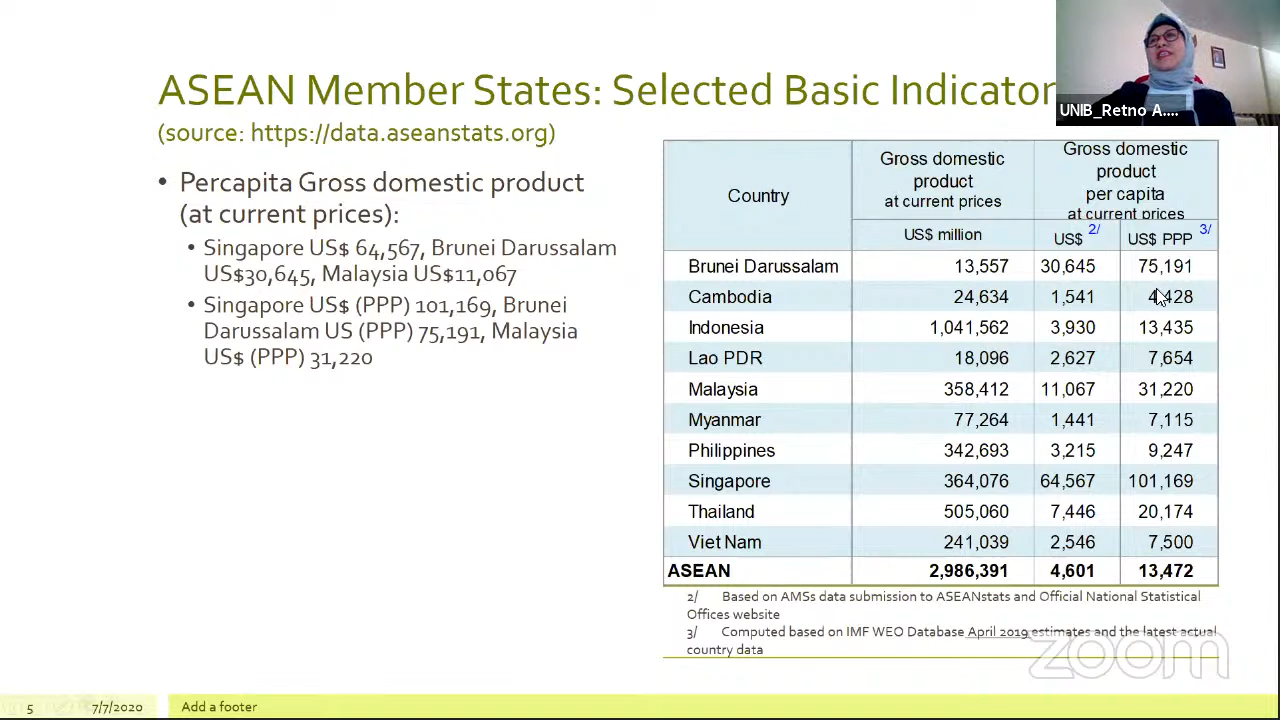 UNIB_Retno A....
ASEAN Member States: Selected Basic Indicator
(source: https://data.aseanstats.org)
• Percapita Gross domestic product
(at current prices):
• Singapore US$ 64,567, Brunei Darussalam
US$30,645, Malaysia US$11,067
• Singapore US$ (PPP) 101,169, Brunei
Darussalam US (PPP) 75,191, Malaysia
US$ (PPP) 31,220
Country
Gross domestic
product
at current prices
Gross domestic
product
per capita
at current prices
US$ million US$ 2/ US$ PPP 3/
Brunei Darussalam 13,557 30,645 75,191
Cambodia 24,634 1,541 4,428
Indonesia 1,041,562 3,930 13,435
Lao PDR 18,096 2,627 7,654
Malaysia 358,412 11,067 31,220
Myanmar 77,264 1,441 7,115
Philippines 342,693 3,215 9,247
Singapore 364,076 64,567 101,169
Thailand 505,060 7,446 20,174
Viet Nam 241,039 2,546 7,500
ASEAN 2,986,391 4,601 13,472
2/ Based on AMSs data submission to ASEANstats and Official National Statistical
Offices website
3/ Computed based on IMF WEO Database April 2019 estimates and the latest actual
country data
zoom
5 7/7/2020 Add a footer